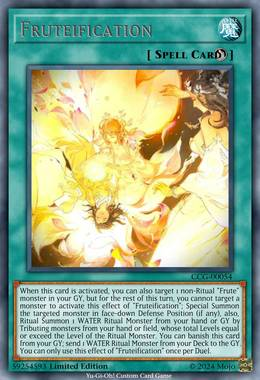 Fruteification
[ Spell Card ]
CCG-00054
When this card is activated, you can also target 1 non-Ritual "Frute"
monster in your GY, but for the rest of this turn, you cannot target a
monster to activate this effect of "Fruteification"; Special Summon
the targeted monster in face-down Defense Position (if any), also,
Ritual Summon 1 WATER Ritual Monster from your hand or GY by
Tributing monsters from your hand or field, whose total Levels equal
or exceed the Level of the Ritual Monster. You can banish this card
from your GY; send 1 WATER Ritual Monster from your Deck to the GY.
You can only use this effect of "Fruteification" once per Duel.
59254593 Limited Edition
© 2024 Mojo
Yu-Gi-Oh! Custom Card Game